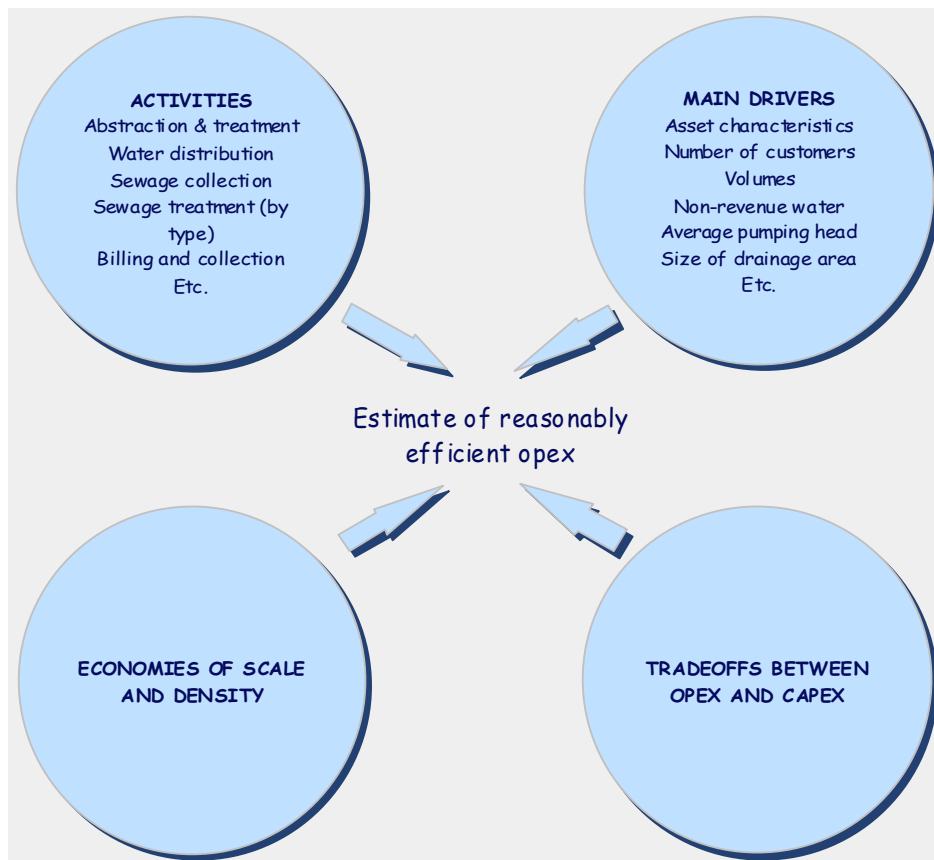 ACTIVITIES
Abstraction & treatment
Water distribution
Sewage collection
Sewage treatment (by
type)
Billing and collection
Etc.
MAIN DRIVERS
Asset characteristics
Number of customers
Volumes
Non-revenue water
Average pumping head
Size of drainage area
Etc.
Estimate of reasonably
efficient opex
ECONOMIES OF SCALE
AND DENSITY
TRADEOFFS BETWEEN
OPEX AND CAPEX